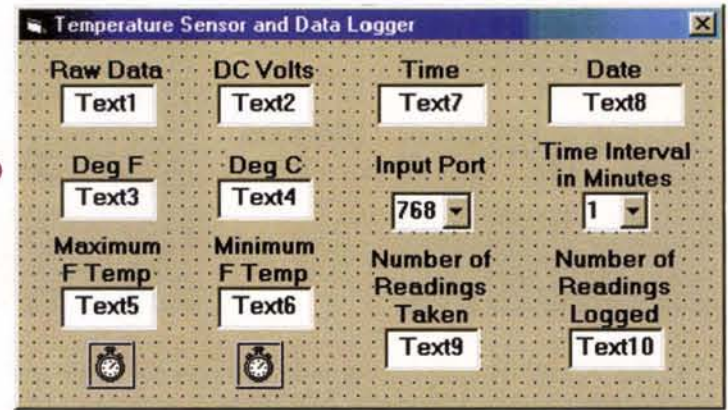 Temperature Sensor and Data Logger
Raw Data
Text1
DC Volts
Text2
Time
Text7
Date
Text8
Deg F
Text3
Deg C
Text4
Input Port
768
Time Interval
in Minutes
1
Maximum
F Temp
Text5
Minimum
F Temp
Text6
Number of
Readings
Taken
Text9
Number of
Readings
Logged
Text10